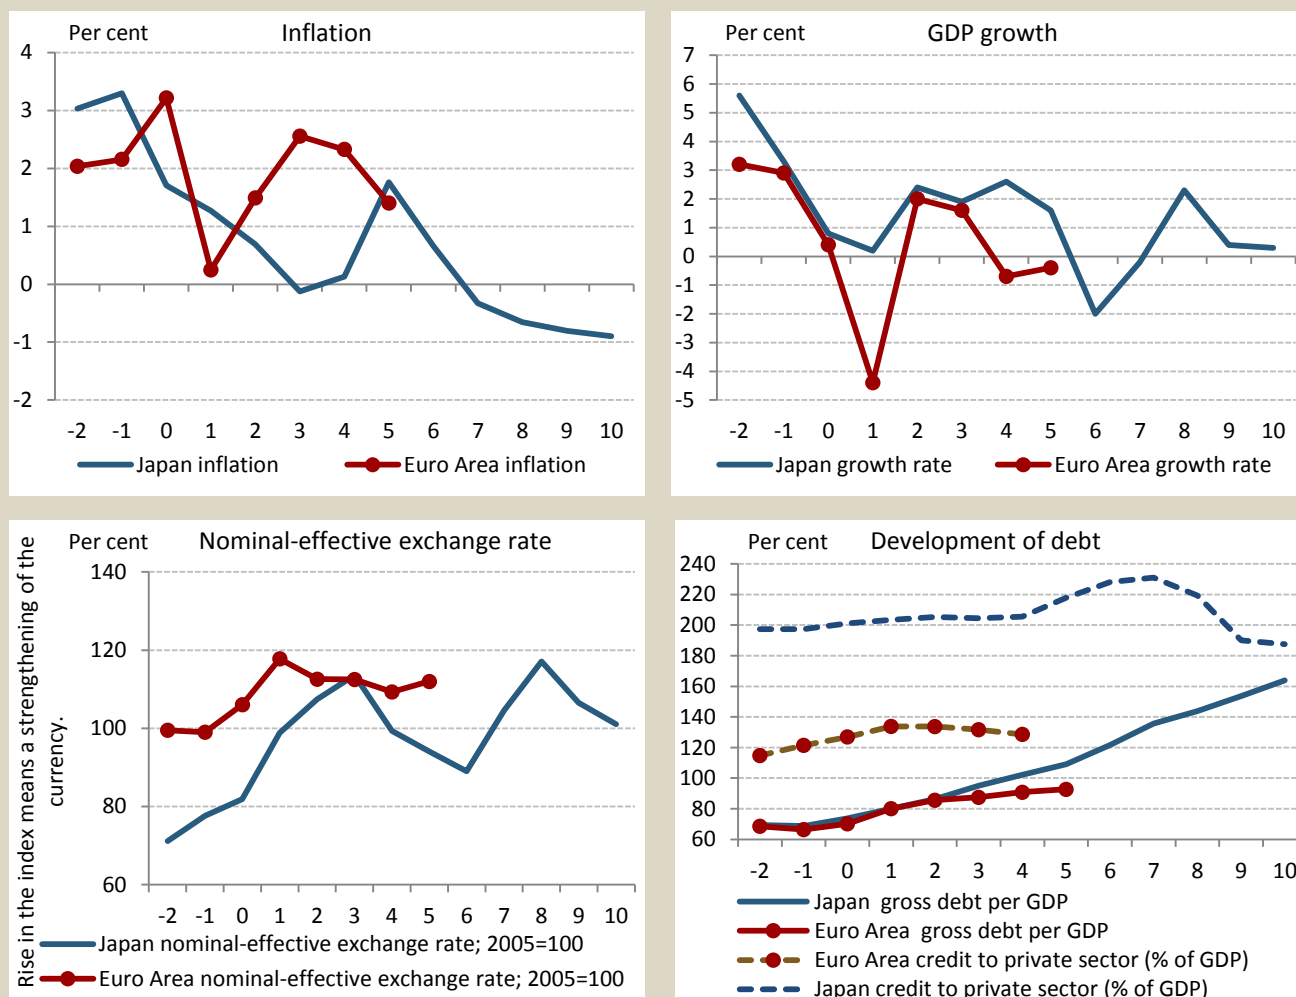 Per cent
Inflation
4
3
2
1
0
-1
-2
-2 -1 0 1 2 3 4 5 6 7 8 9 10
Japan inflation
Euro Area inflation
Per cent
GDP growth
7
6
5
4
3
2
1
0
-1
-2
-3
-4
-5
-2 -1 0 1 2 3 4 5 6 7 8 9 10
Japan growth rate
Euro Area growth rate
Rise in the index means a strengthening of the
currency.
Per cent
Nominal-effective exchange rate
140
120
100
80
60
-2 -1 0 1 2 3 4 5 6 7 8 9 10
Japan nominal-effective exchange rate; 2005=100
Euro Area nominal-effective exchange rate; 2005=100
Per cent
Development of debt
240
220
200
180
160
140
120
100
80
60
-2 -1 0 1 2 3 4 5 6 7 8 9 10
Japan gross debt per GDP
Euro Area gross debt per GDP
Euro Area credit to private sector (% of GDP)
Japan credit to private sector (% of GDP)